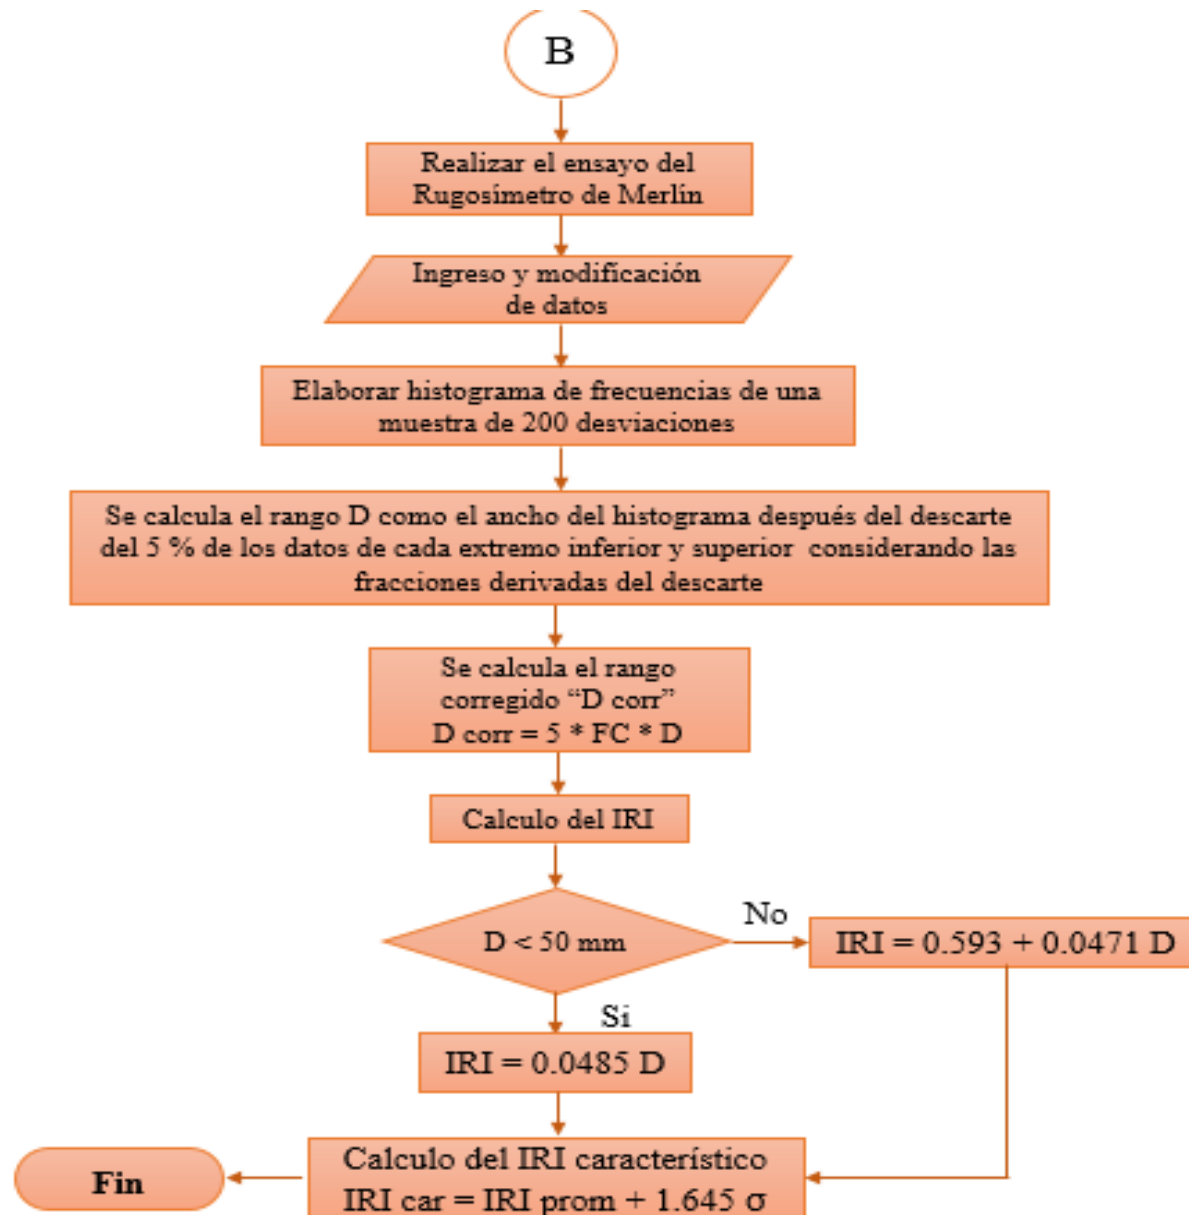 B
Realizar el ensayo del
Rugosímetro de Merlin
Ingreso y modificación
de datos
Elaborar histograma de frecuencias de una
muestra de 200 desviaciones
Se calcula el rango D como el ancho del histograma después del descarte
del 5 % de los datos de cada extremo inferior y superior considerando las
fracciones derivadas del descarte
Se calcula el rango
corregido “D corr”
D corr = 5 * FC * D
Calculo del IRI
D < 50 mm
No
IRI = 0.593 + 0.0471 D
Si
IRI = 0.0485 D
Calculo del IRI característico
IRI car = IRI prom + 1.645 σ
Fin